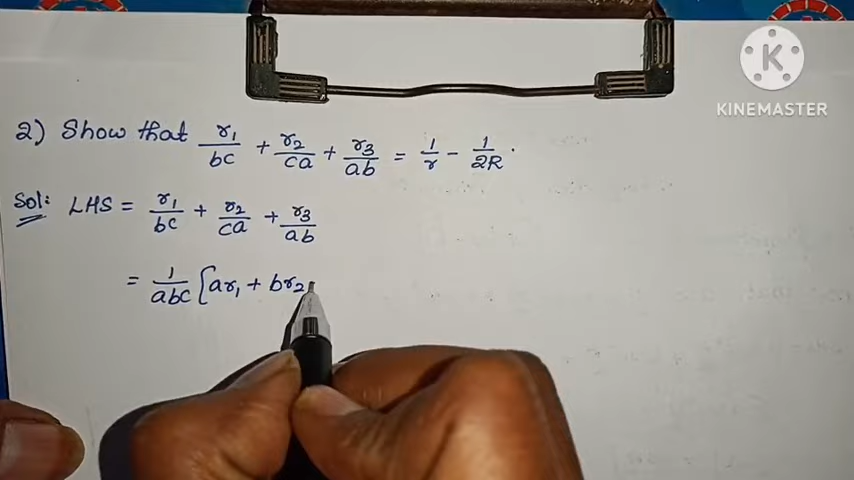 K
KINEMASTER
2) Show that r₁/bc + r₂/ca + r₃/ab = 1/r - 1/2R.
Sol: LHS = r₁/bc + r₂/ca + r₃/ab
= 1/abc [ar₁ + br₂